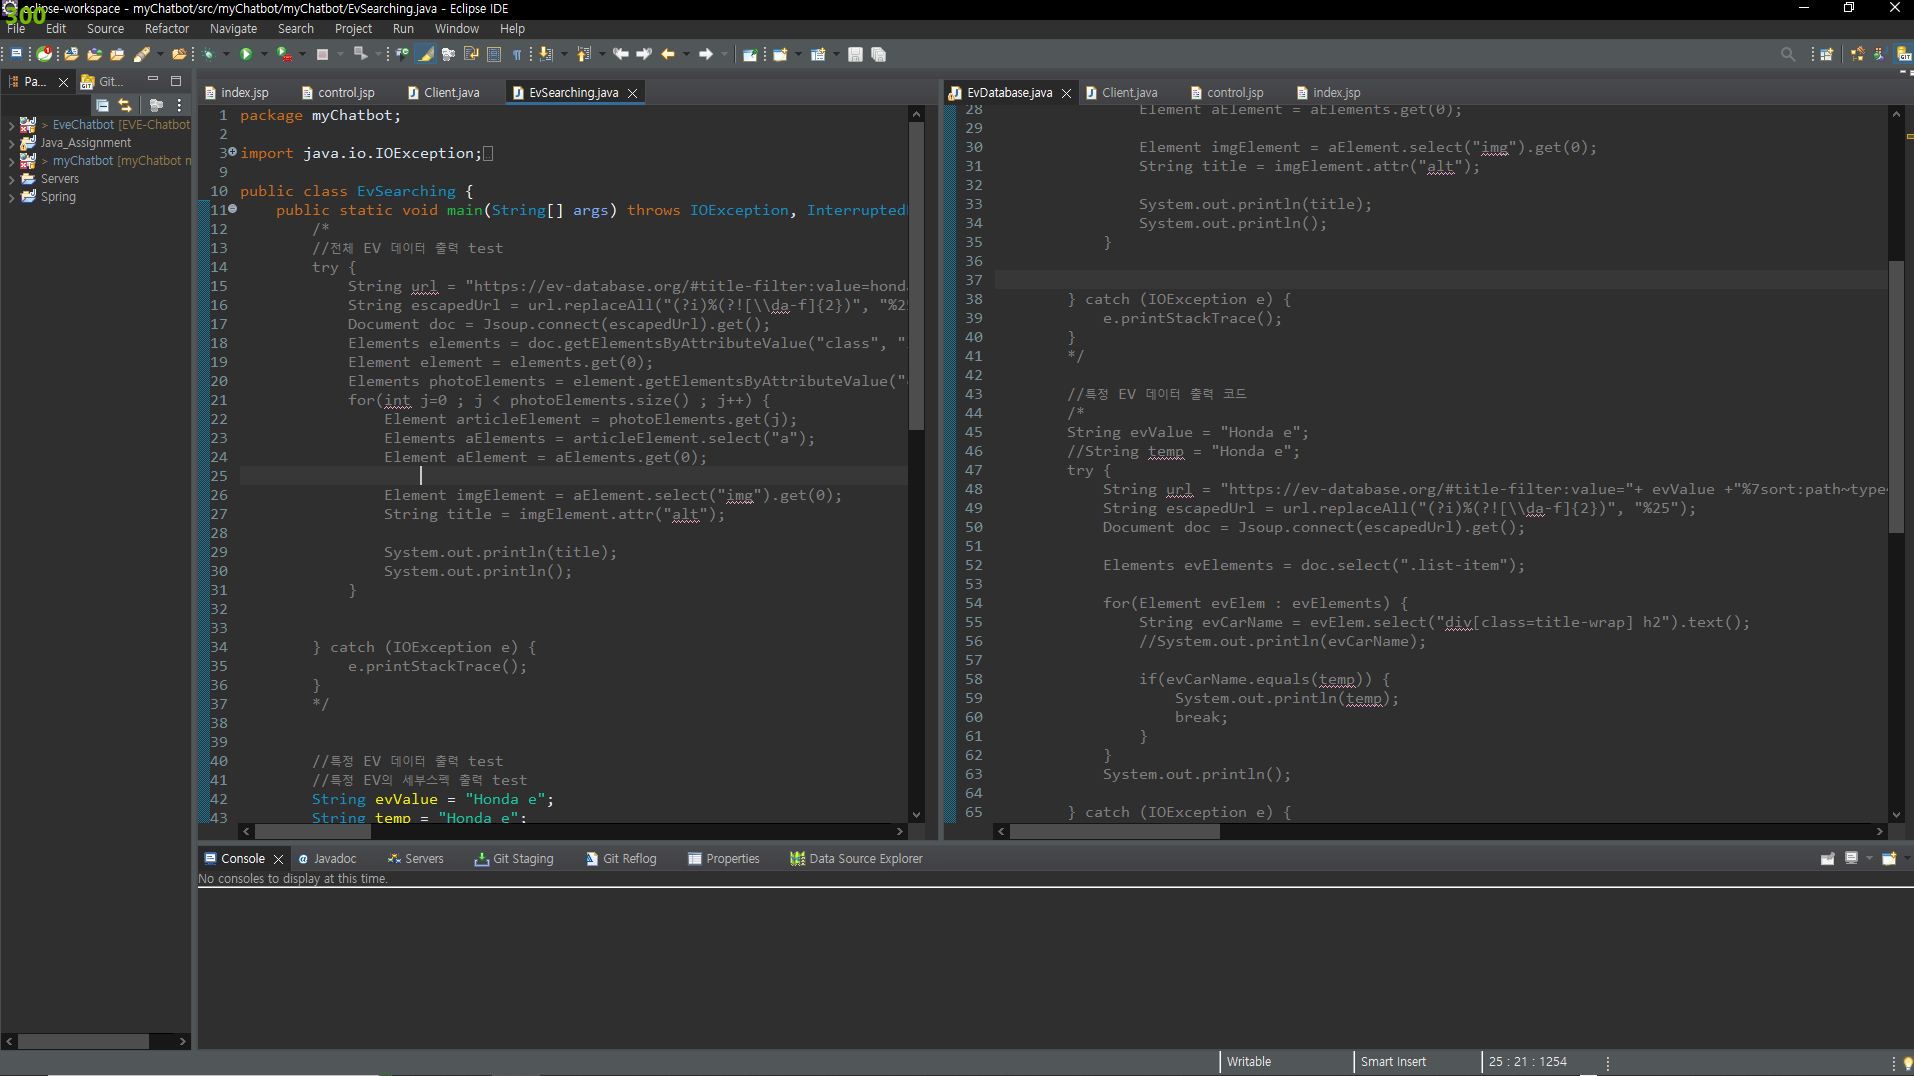 300
eclipse-workspace - myChatbot/src/myChatbot/myChatbot/EvSearching.java - Eclipse IDE
File Edit Source Refactor Navigate Search Project Run Window Help
Pa... Git...
> EveChatbot [EVE-Chatbot
Java_Assignment
> myChatbot [myChatbot n
Servers
Spring
index.jsp control.jsp Client.java EvSearching.java
1 package myChatbot;
2
3 import java.io.IOException;
9
10 public class EvSearching {
11 public static void main(String[] args) throws IOException, Interrupted
12 /*
13 //전체 EV 데이터 출력 test
14 try {
15 String url = "https://ev-database.org/#title-filter:value=hond
16 String escapedUrl = url.replaceAll("(?i)%(?![\\da-f]{2})", "%2
17 Document doc = Jsoup.connect(escapedUrl).get();
18 Elements elements = doc.getElementsByAttributeValue("class", "
19 Element element = elements.get(0);
20 Elements photoElements = element.getElementsByAttributeValue("
21 for(int j=0 ; j < photoElements.size() ; j++) {
22 Element articleElement = photoElements.get(j);
23 Elements aElements = articleElement.select("a");
24 Element aElement = aElements.get(0);
25
26 Element imgElement = aElement.select("img").get(0);
27 String title = imgElement.attr("alt");
28
29 System.out.println(title);
30 System.out.println();
31 }
32
33
34 } catch (IOException e) {
35 e.printStackTrace();
36 }
37 */
38
39
40 //특정 EV 데이터 출력 test
41 //특정 EV의 세부스펙 출력 test
42 String evValue = "Honda e";
43 String temp = "Honda e";
EvDatabase.java Client.java control.jsp index.jsp
28 Element aElement = aElements.get(0);
29
30 Element imgElement = aElement.select("img").get(0);
31 String title = imgElement.attr("alt");
32
33 System.out.println(title);
34 System.out.println();
35 }
36
37
38 } catch (IOException e) {
39 e.printStackTrace();
40 }
41 */
42
43 //특정 EV 데이터 출력 코드
44 /*
45 String evValue = "Honda e";
46 //String temp = "Honda e";
47 try {
48 String url = "https://ev-database.org/#title-filter:value="+ evValue +"%7sort:path~type
49 String escapedUrl = url.replaceAll("(?i)%(?![\\da-f]{2})", "%25");
50 Document doc = Jsoup.connect(escapedUrl).get();
51
52 Elements evElements = doc.select(".list-item");
53
54 for(Element evElem : evElements) {
55 String evCarName = evElem.select("div[class=title-wrap] h2").text();
56 //System.out.println(evCarName);
57
58 if(evCarName.equals(temp)) {
59 System.out.println(temp);
60 break;
61 }
62 }
63 System.out.println();
64
65 } catch (IOException e) {
Console Javadoc Servers Git Staging Git Reflog Properties Data Source Explorer
No consoles to display at this time.
Writable Smart Insert 25 : 21 : 1254